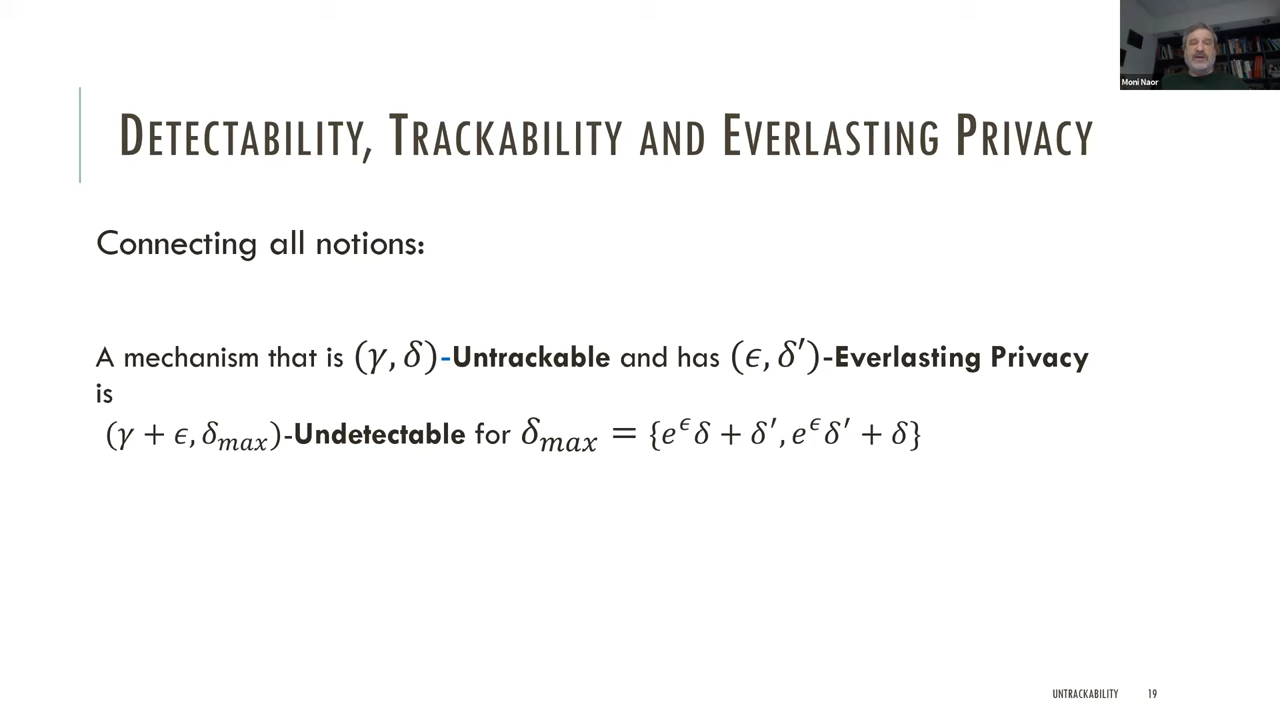 Moni Naor
DETECTABILITY, TRACKABILITY AND EVERLASTING PRIVACY
Connecting all notions:
A mechanism that is (γ, δ)-Untrackable and has (ϵ, δ′)-Everlasting Privacy
is
(γ + ϵ, δ_max)-Undetectable for δ_max = {e^ϵ δ + δ′, e^ϵ δ′ + δ}
UNTRACKABILITY 19